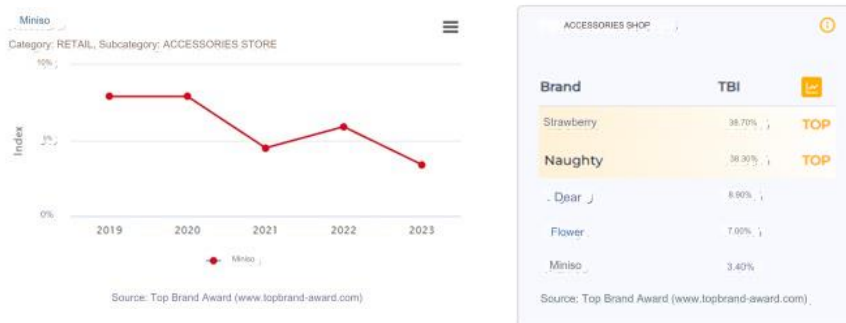 Miniso
Category: RETAIL, Subcategory: ACCESSORIES STORE
10%
Index
5%
0%
2019 2020 2021 2022 2023
Miniso
Source: Top Brand Award (www.topbrand-award.com)
ACCESSORIES SHOP
Brand TBI
Strawberry 38.70% TOP
Naughty 38.30% TOP
Dear 8.90%
Flower 7.00%
Miniso 3.40%
Source: Top Brand Award (www.topbrand-award.com)